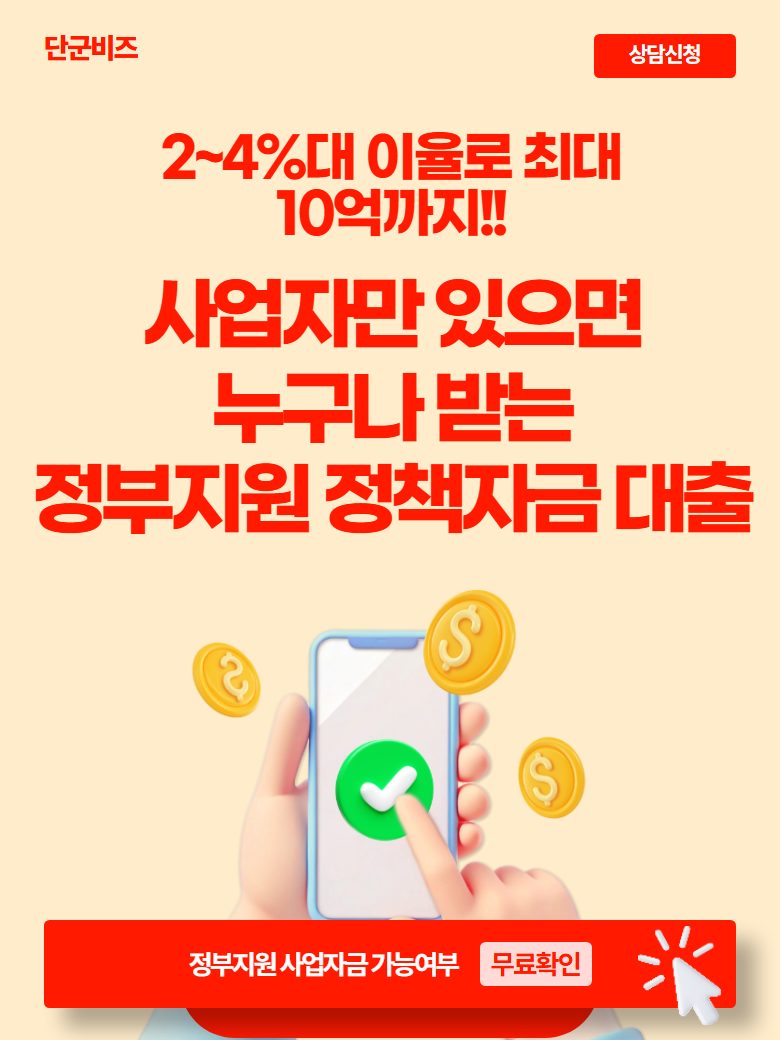 단군비즈
상담신청
2~4%대 이율로 최대
10억까지!!
사업자만 있으면
누구나 받는
정부지원 정책자금 대출
정부지원 사업자금 가능여부 무료확인